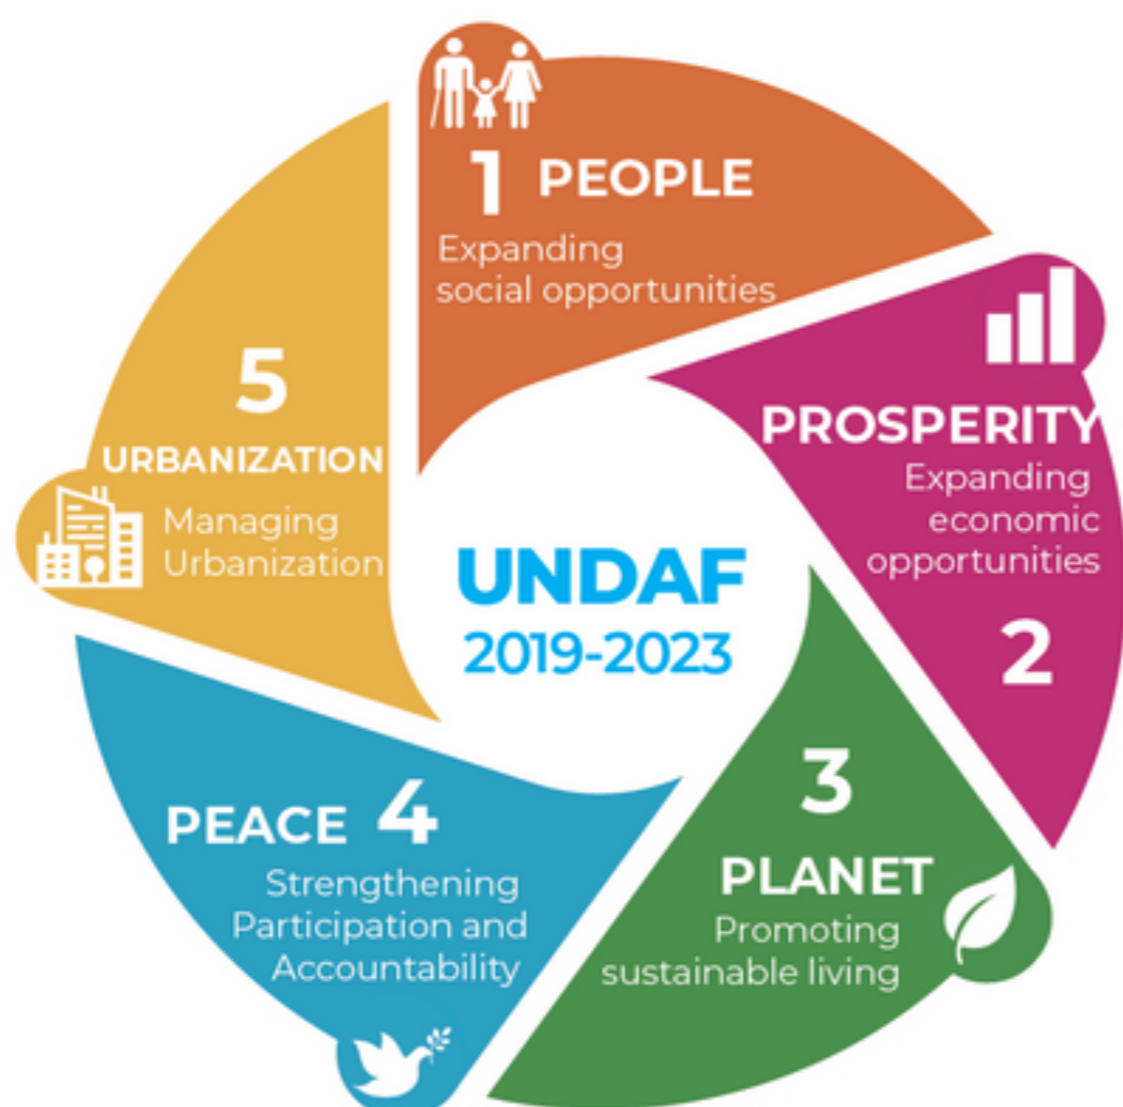 1 PEOPLE
Expanding
social opportunities
PROSPERITY
Expanding
economic
opportunities
2
3
PLANET
Promoting
sustainable living
PEACE 4
Strengthening
Participation and
Accountability
5
URBANIZATION
Managing
Urbanization
UNDAF
2019-2023